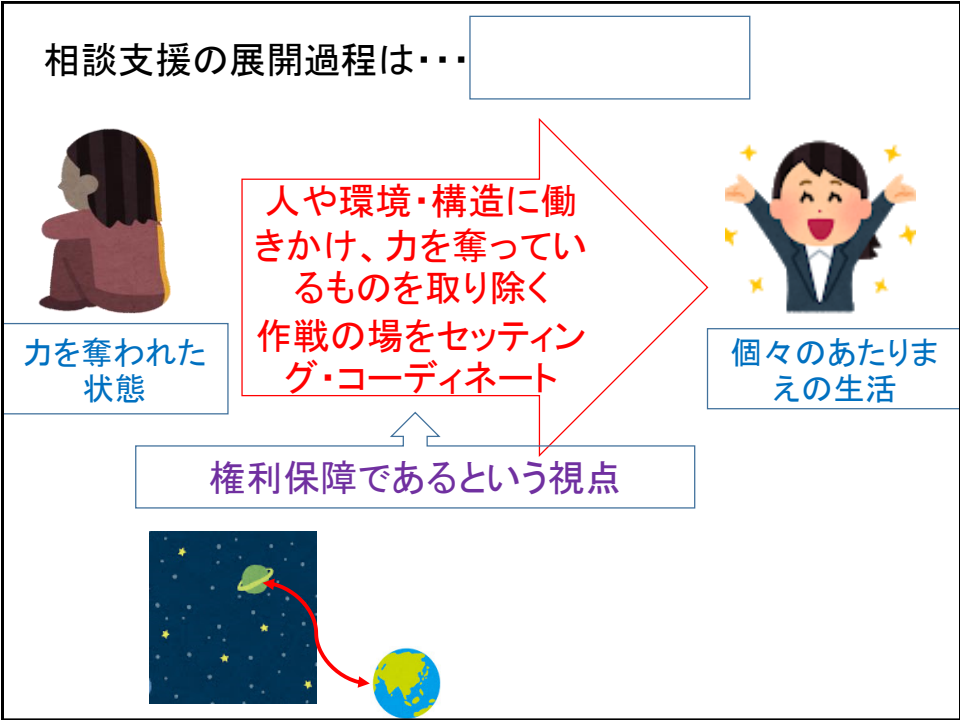 相談支援の展開過程は・・・
人や環境・構造に働
きかけ、力を奪ってい
るものを取り除く
作戦の場をセッティン
グ・コーディネート
力を奪われた
状態
個々のあたりま
えの生活
権利保障であるという視点